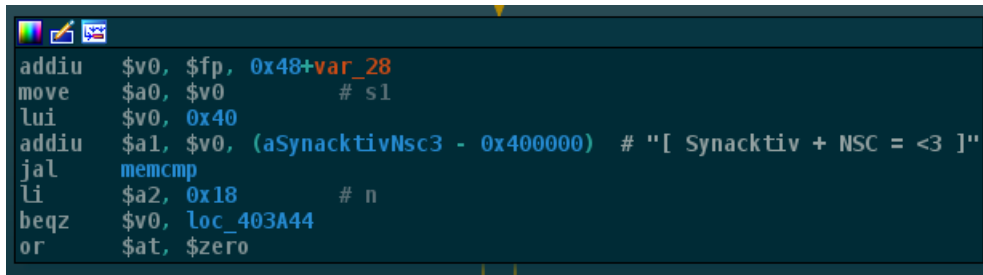 addiu $v0, $fp, 0x48+var_28
move $a0, $v0 # s1
lui $v0, 0x40
addiu $a1, $v0, (aSynacktivNsc3 - 0x400000) # "[ Synacktiv + NSC = <3 ]"
jal memcmp
li $a2, 0x18 # n
beqz $v0, loc_403A44
or $at, $zero